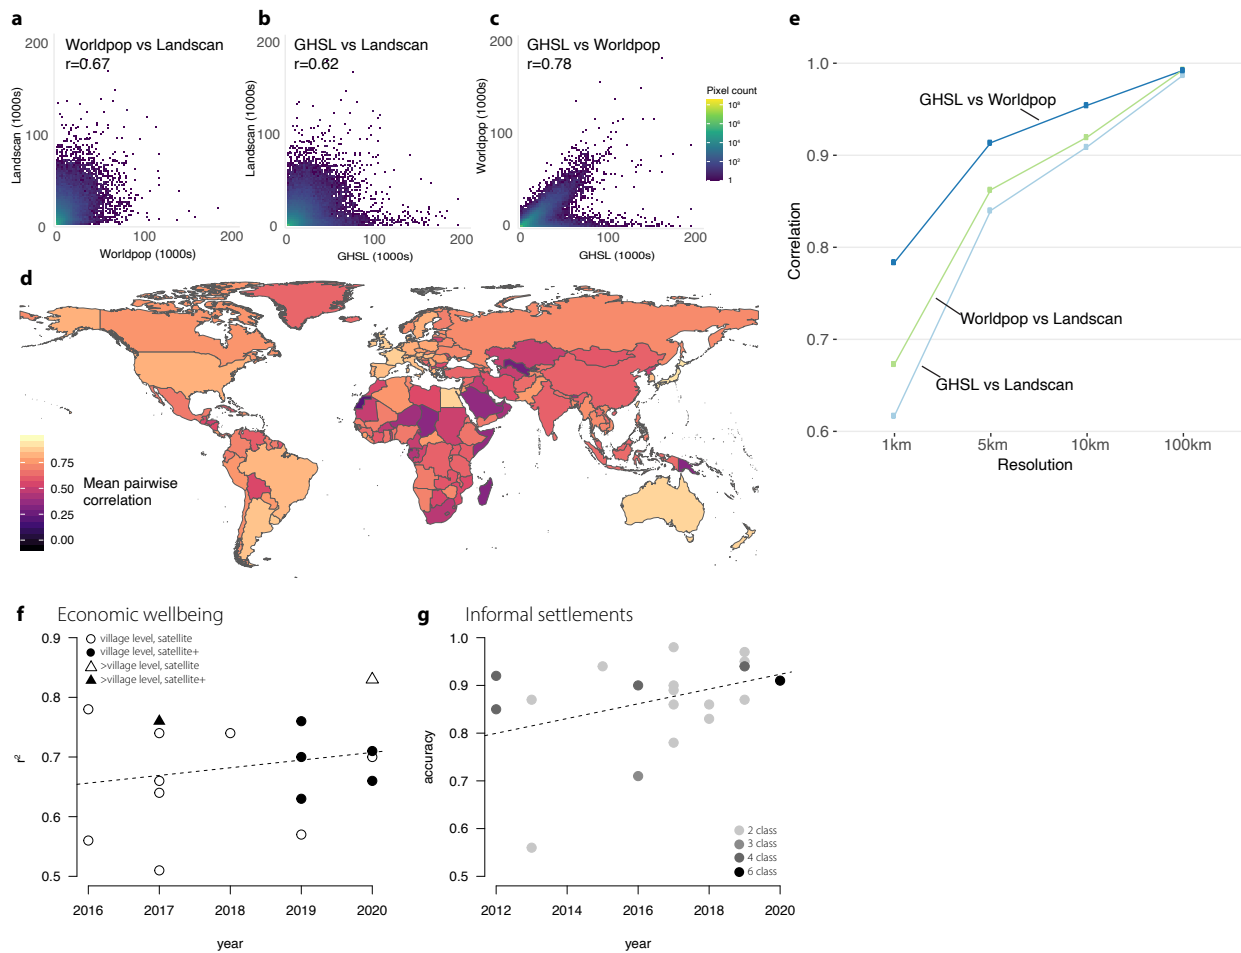 a
Worldpop vs Landscan
r=0.67
200
100
0
Landscan (1000s)
0 100 200
Worldpop (1000s)
b
GHSL vs Landscan
r=0.62
200
100
0
Landscan (1000s)
0 100 200
GHSL (1000s)
c
GHSL vs Worldpop
r=0.78
200
100
0
Worldpop (1000s)
0 100 200
GHSL (1000s)
Pixel count
10⁸
10⁶
10⁴
10²
1
d
0.75
0.50
0.25
0.00
Mean pairwise
correlation
e
1.0
0.9
0.8
0.7
0.6
Correlation
GHSL vs Worldpop
Worldpop vs Landscan
GHSL vs Landscan
1km 5km 10km 100km
Resolution
f Economic wellbeing
village level, satellite
village level, satellite+
>village level, satellite
>village level, satellite+
0.9
0.8
0.7
0.6
0.5
r²
2016 2017 2018 2019 2020
year
g Informal settlements
1.0
0.9
0.8
0.7
0.6
0.5
accuracy
2 class
3 class
4 class
6 class
2012 2014 2016 2018 2020
year